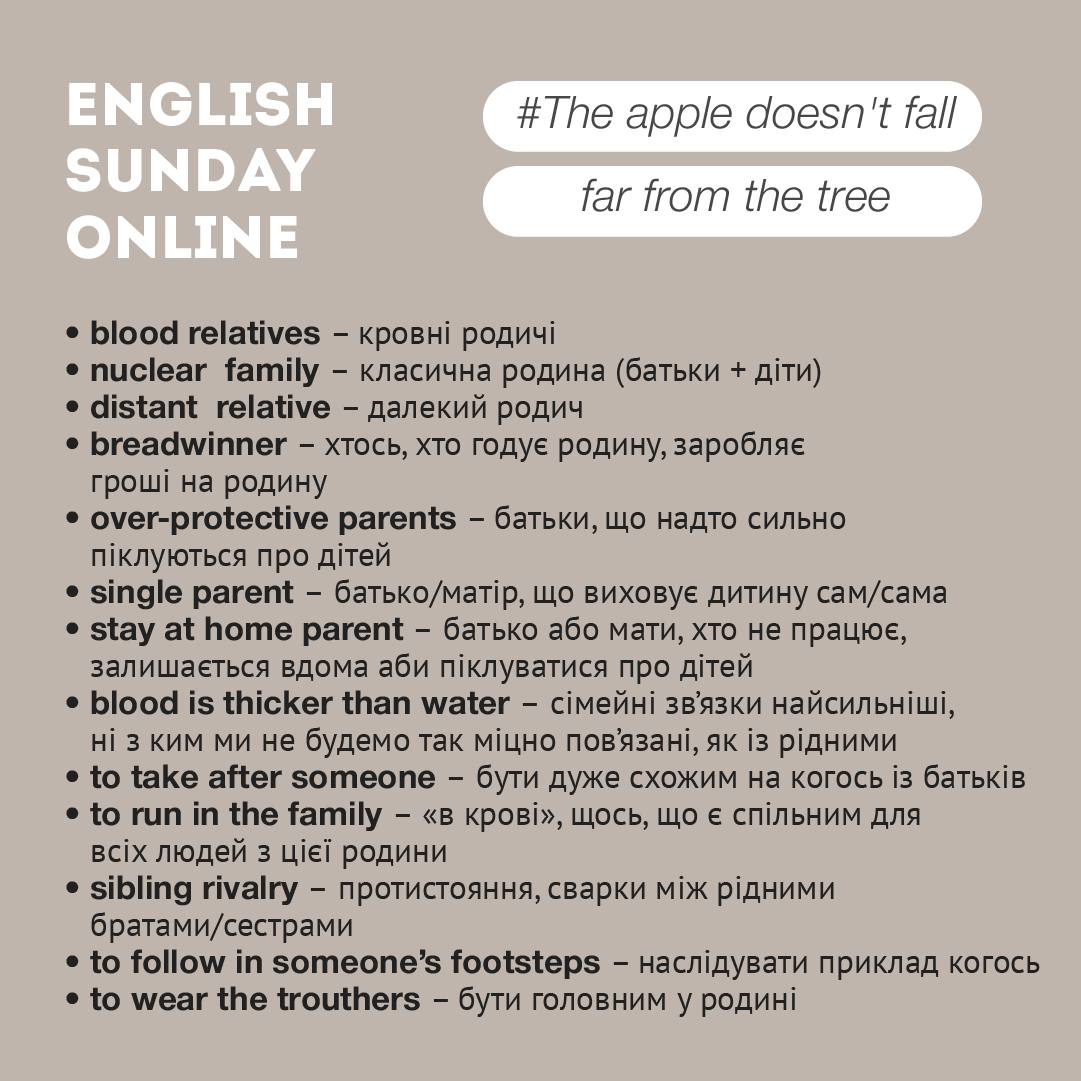 ENGLISH
SUNDAY
ONLINE
#The apple doesn't fall
far from the tree
• blood relatives – кровні родичі
• nuclear family – класична родина (батьки + діти)
• distant relative – далекий родич
• breadwinner – хтось, хто годує родину, заробляє
гроші на родину
• over-protective parents – батьки, що надто сильно
піклуються про дітей
• single parent – батько/матір, що виховує дитину сам/сама
• stay at home parent – батько або мати, хто не працює,
залишається вдома аби піклуватися про дітей
• blood is thicker than water – сімейні зв’язки найсильніші,
ні з ким ми не будемо так міцно пов’язані, як із рідними
• to take after someone – бути дуже схожим на когось із батьків
• to run in the family – «в крові», щось, що є спільним для
всіх людей з цієї родини
• sibling rivalry – протистояння, сварки між рідними
братами/сестрами
• to follow in someone’s footsteps – наслідувати приклад когось
• to wear the trouthers – бути головним у родині